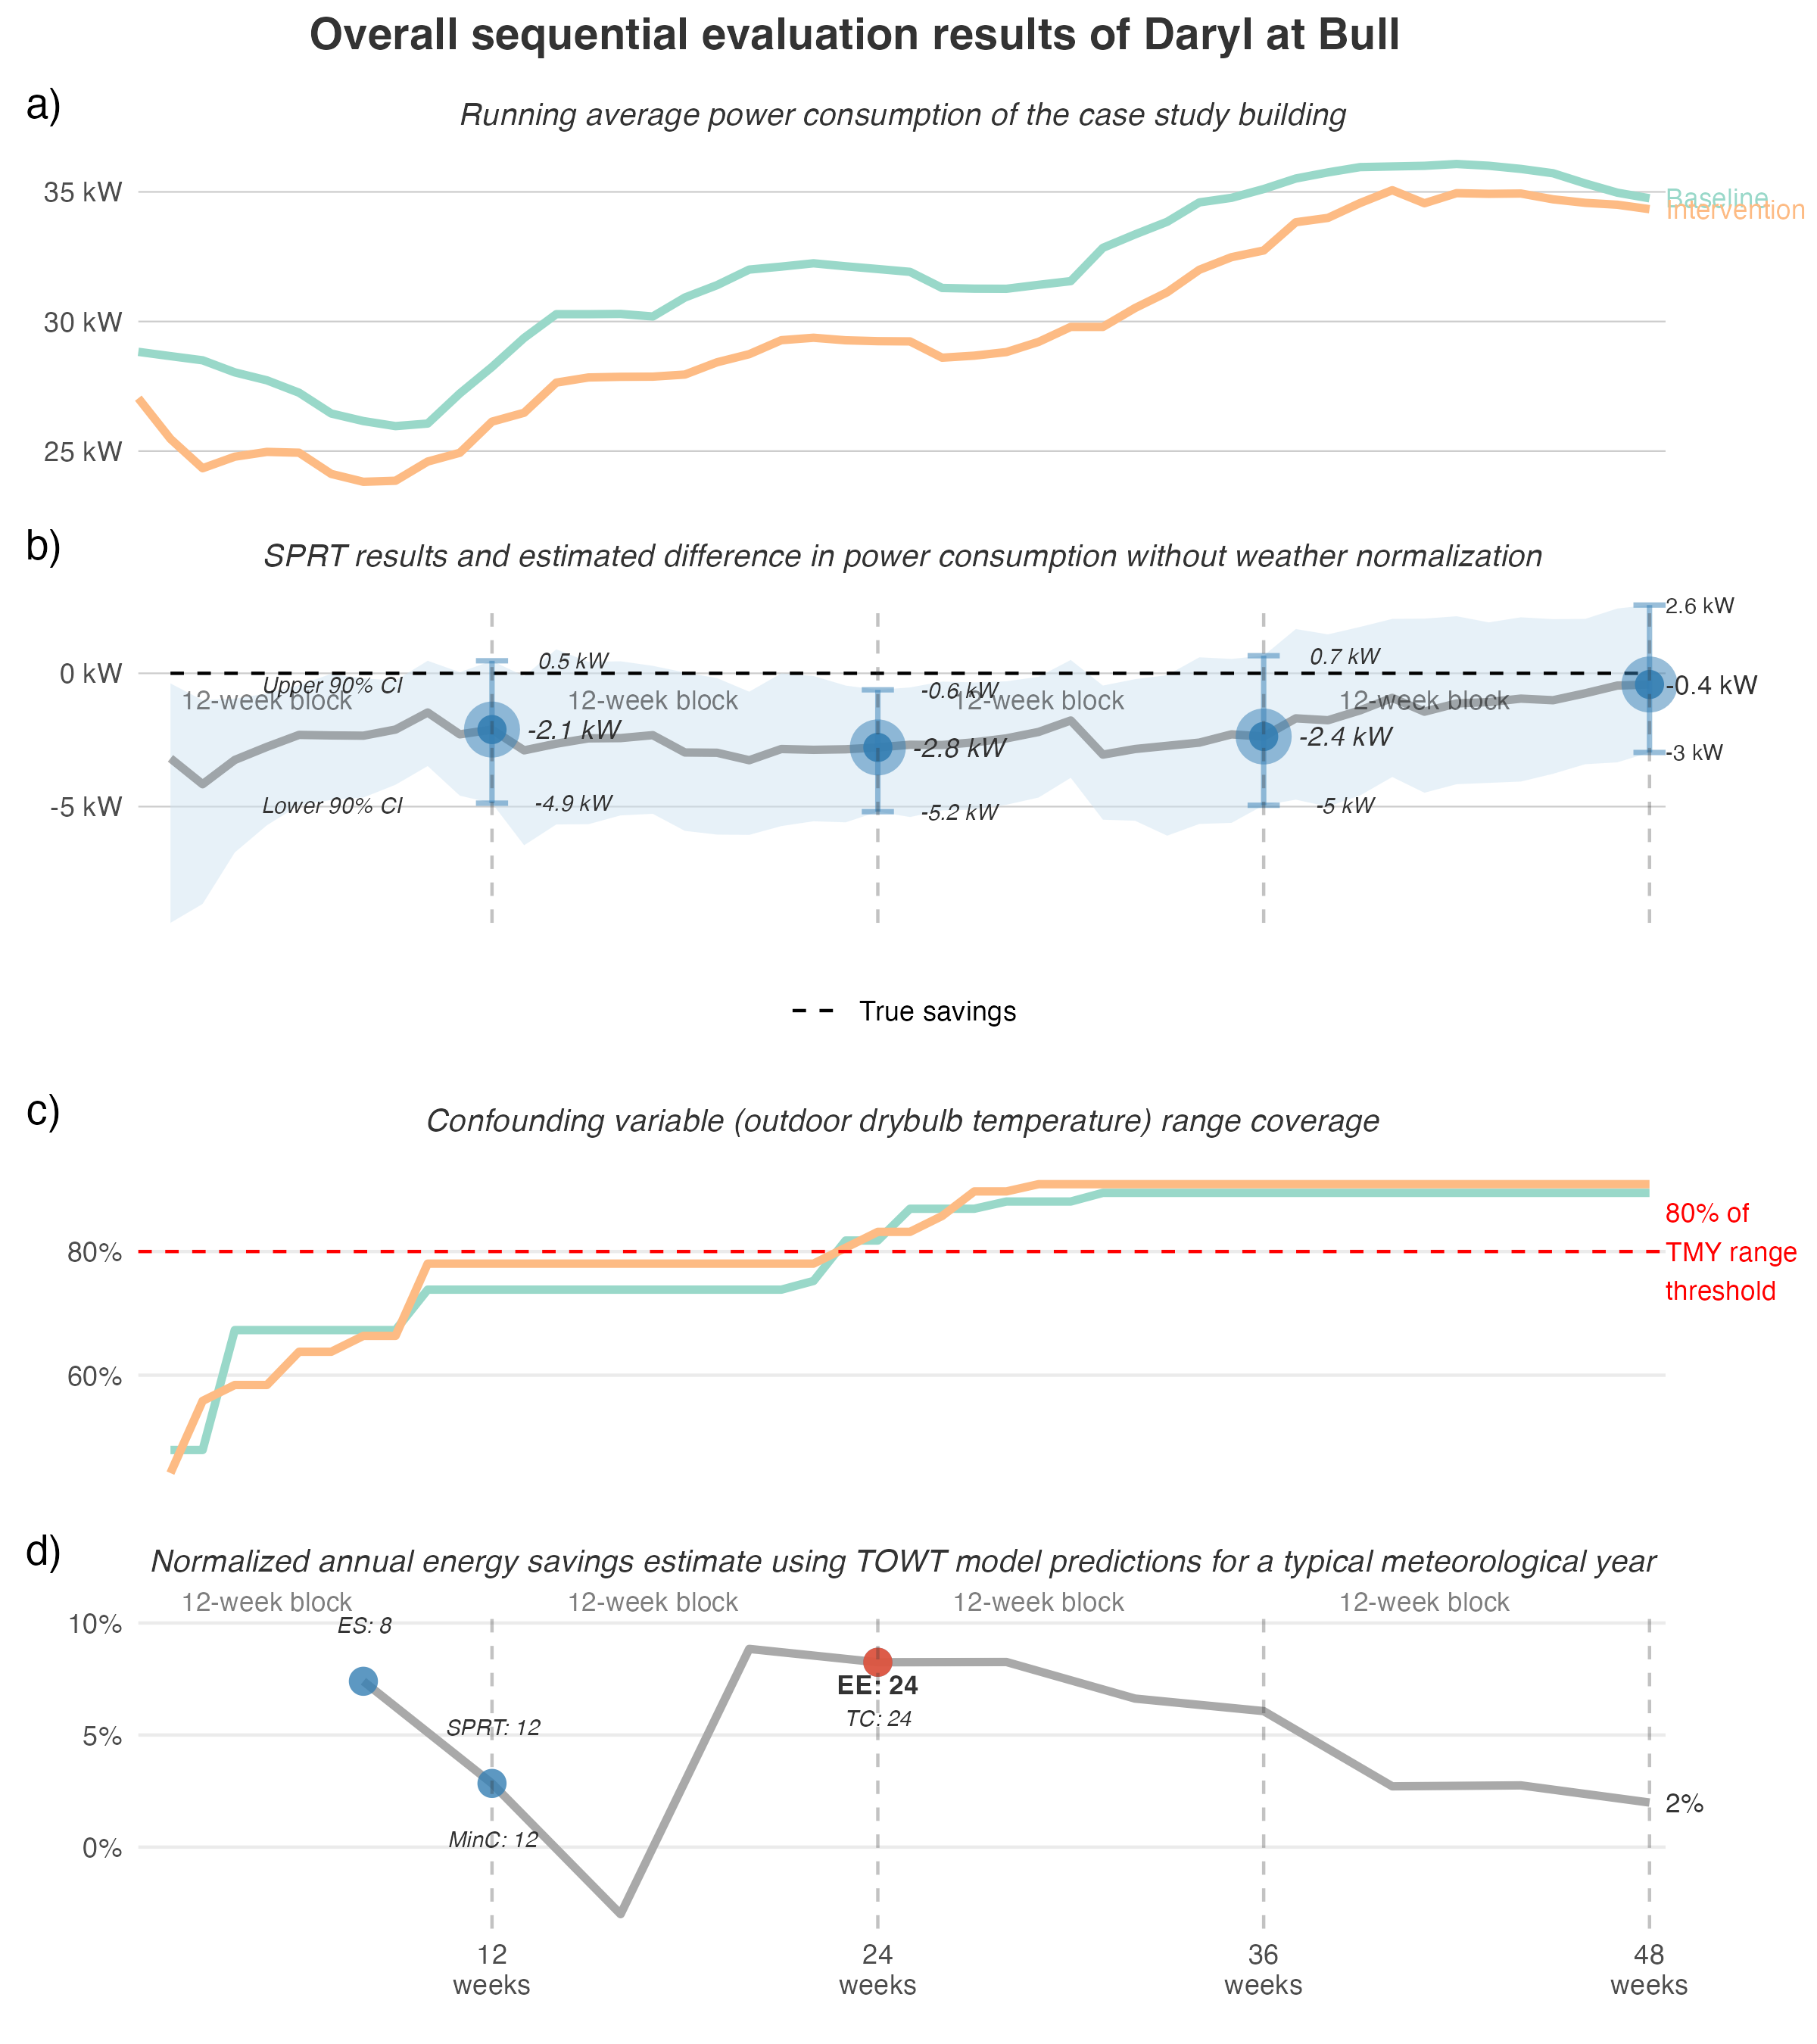 Overall sequential evaluation results of Daryl at Bull
a)
Running average power consumption of the case study building
35 kW
30 kW
25 kW
Baseline
Intervention
b)
SPRT results and estimated difference in power consumption without weather normalization
0 kW
-5 kW
12-week block
12-week block
12-week block
12-week block
Upper 90% CI
Lower 90% CI
0.5 kW
-2.1 kW
-4.9 kW
-0.6 kW
-2.8 kW
-5.2 kW
0.7 kW
-2.4 kW
-5 kW
2.6 kW
-0.4 kW
-3 kW
True savings
c)
Confounding variable (outdoor drybulb temperature) range coverage
80%
60%
80% of
TMY range
threshold
d)
Normalized annual energy savings estimate using TOWT model predictions for a typical meteorological year
12-week block
12-week block
12-week block
12-week block
10%
5%
0%
ES: 8
SPRT: 12
MinC: 12
EE: 24
TC: 24
2%
12
weeks
24
weeks
36
weeks
48
weeks